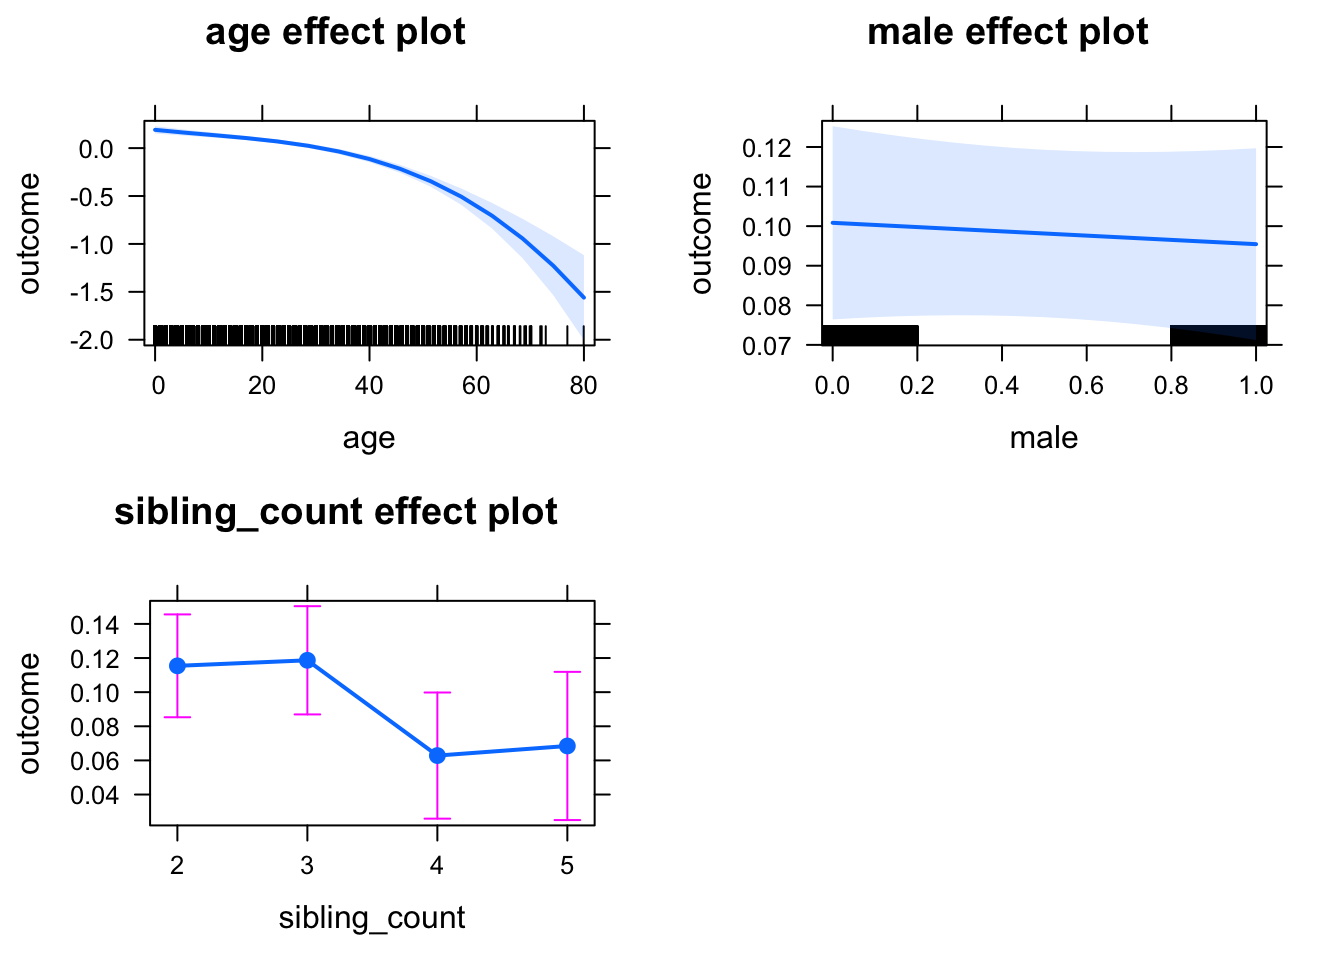 age effect plot
outcome
0.0
-0.5
-1.0
-1.5
-2.0
0 20 40 60 80
age
male effect plot
outcome
0.12
0.11
0.10
0.09
0.08
0.07
0.0 0.2 0.4 0.6 0.8 1.0
male
sibling_count effect plot
outcome
0.14
0.12
0.10
0.08
0.06
0.04
2 3 4 5
sibling_count